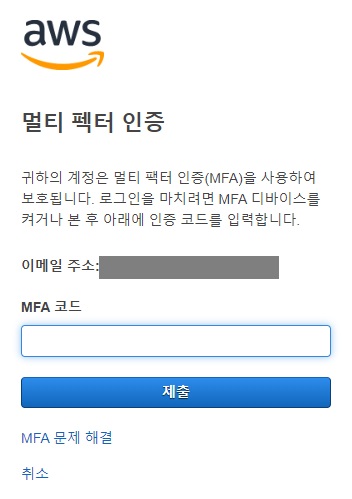 aws
멀티 펙터 인증
귀하의 계정은 멀티 팩터 인증(MFA)을 사용하여
보호됩니다. 로그인을 마치려면 MFA 디바이스를
켜거나 본 후 아래에 인증 코드를 입력합니다.
이메일 주소:
MFA 코드
제출
MFA 문제 해결
취소